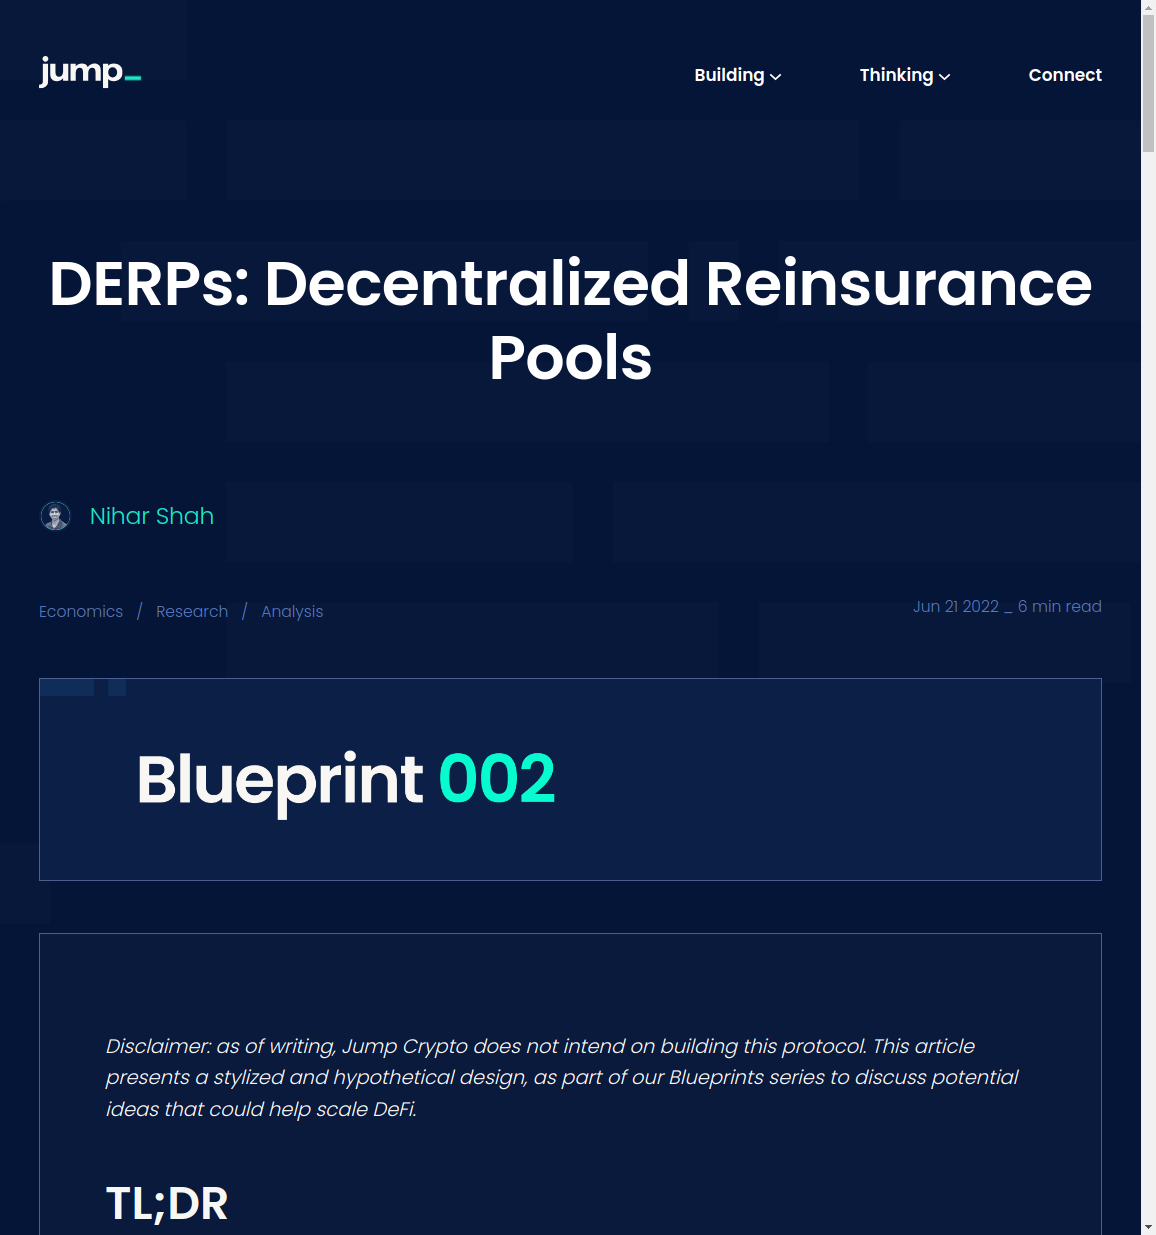 jump_
Building Thinking Connect
DERPs: Decentralized Reinsurance
Pools
Nihar Shah
Economics / Research / Analysis
Jun 21 2022 _ 6 min read
Blueprint 002
Disclaimer: as of writing, Jump Crypto does not intend on building this protocol. This article
presents a stylized and hypothetical design, as part of our Blueprints series to discuss potential
ideas that could help scale DeFi.
TL;DR